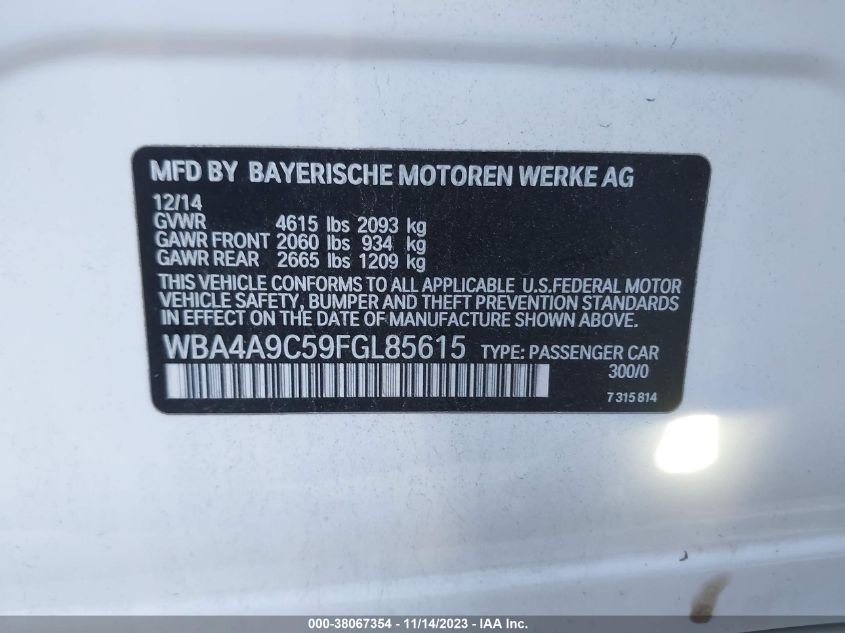 MFD BY BAYERISCHE MOTOREN WERKE AG
12/14
GVWR 4615 lbs 2093 kg
GAWR FRONT 2060 lbs 934 kg
GAWR REAR 2665 lbs 1209 kg
THIS VEHICLE CONFORMS TO ALL APPLICABLE U.S.FEDERAL MOTOR
VEHICLE SAFETY, BUMPER AND THEFT PREVENTION STANDARDS
IN EFFECT ON THE DATE OF MANUFACTURE SHOWN ABOVE.
WBA4A9C59FGL85615 TYPE: PASSENGER CAR
300/0
7 315 814
000-38067354 - 11/14/2023 - IAA Inc.